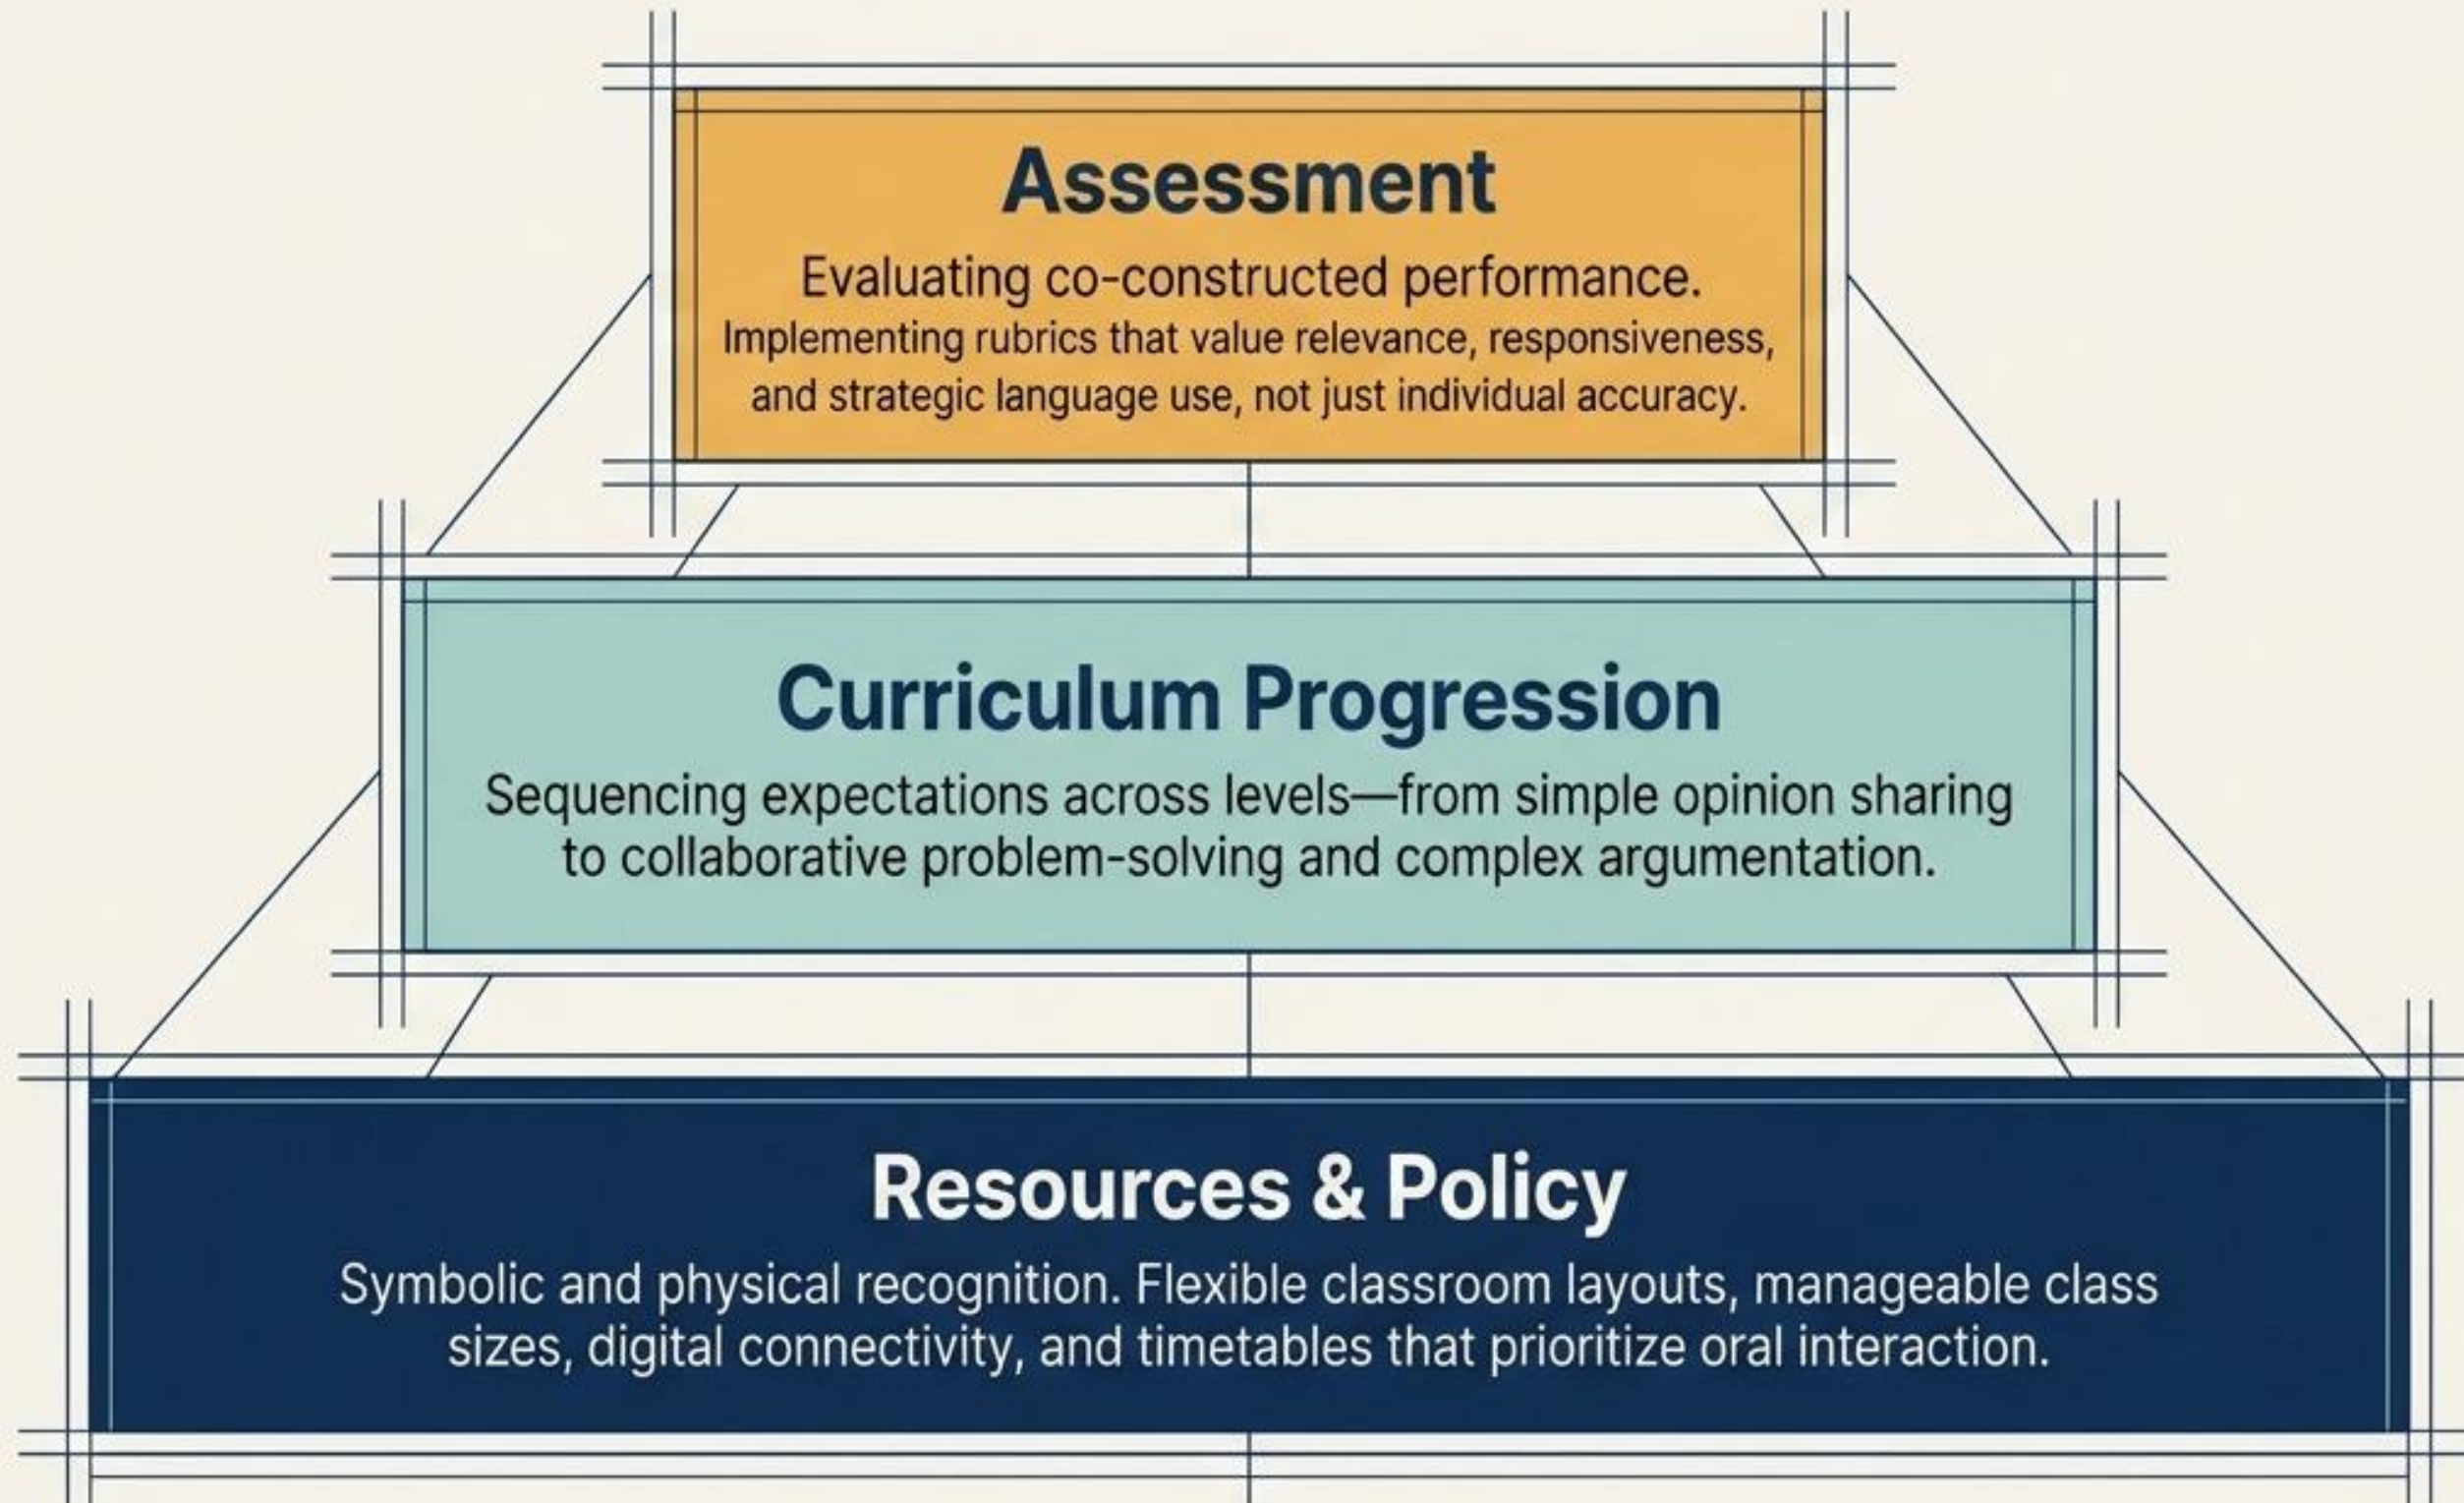 Assessment
Evaluating co-constructed performance.
Implementing rubrics that value relevance, responsiveness,
and strategic language use, not just individual accuracy.
Curriculum Progression
Sequencing expectations across levels—from simple opinion sharing
to collaborative problem-solving and complex argumentation.
Resources & Policy
Symbolic and physical recognition. Flexible classroom layouts, manageable class
sizes, digital connectivity, and timetables that prioritize oral interaction.